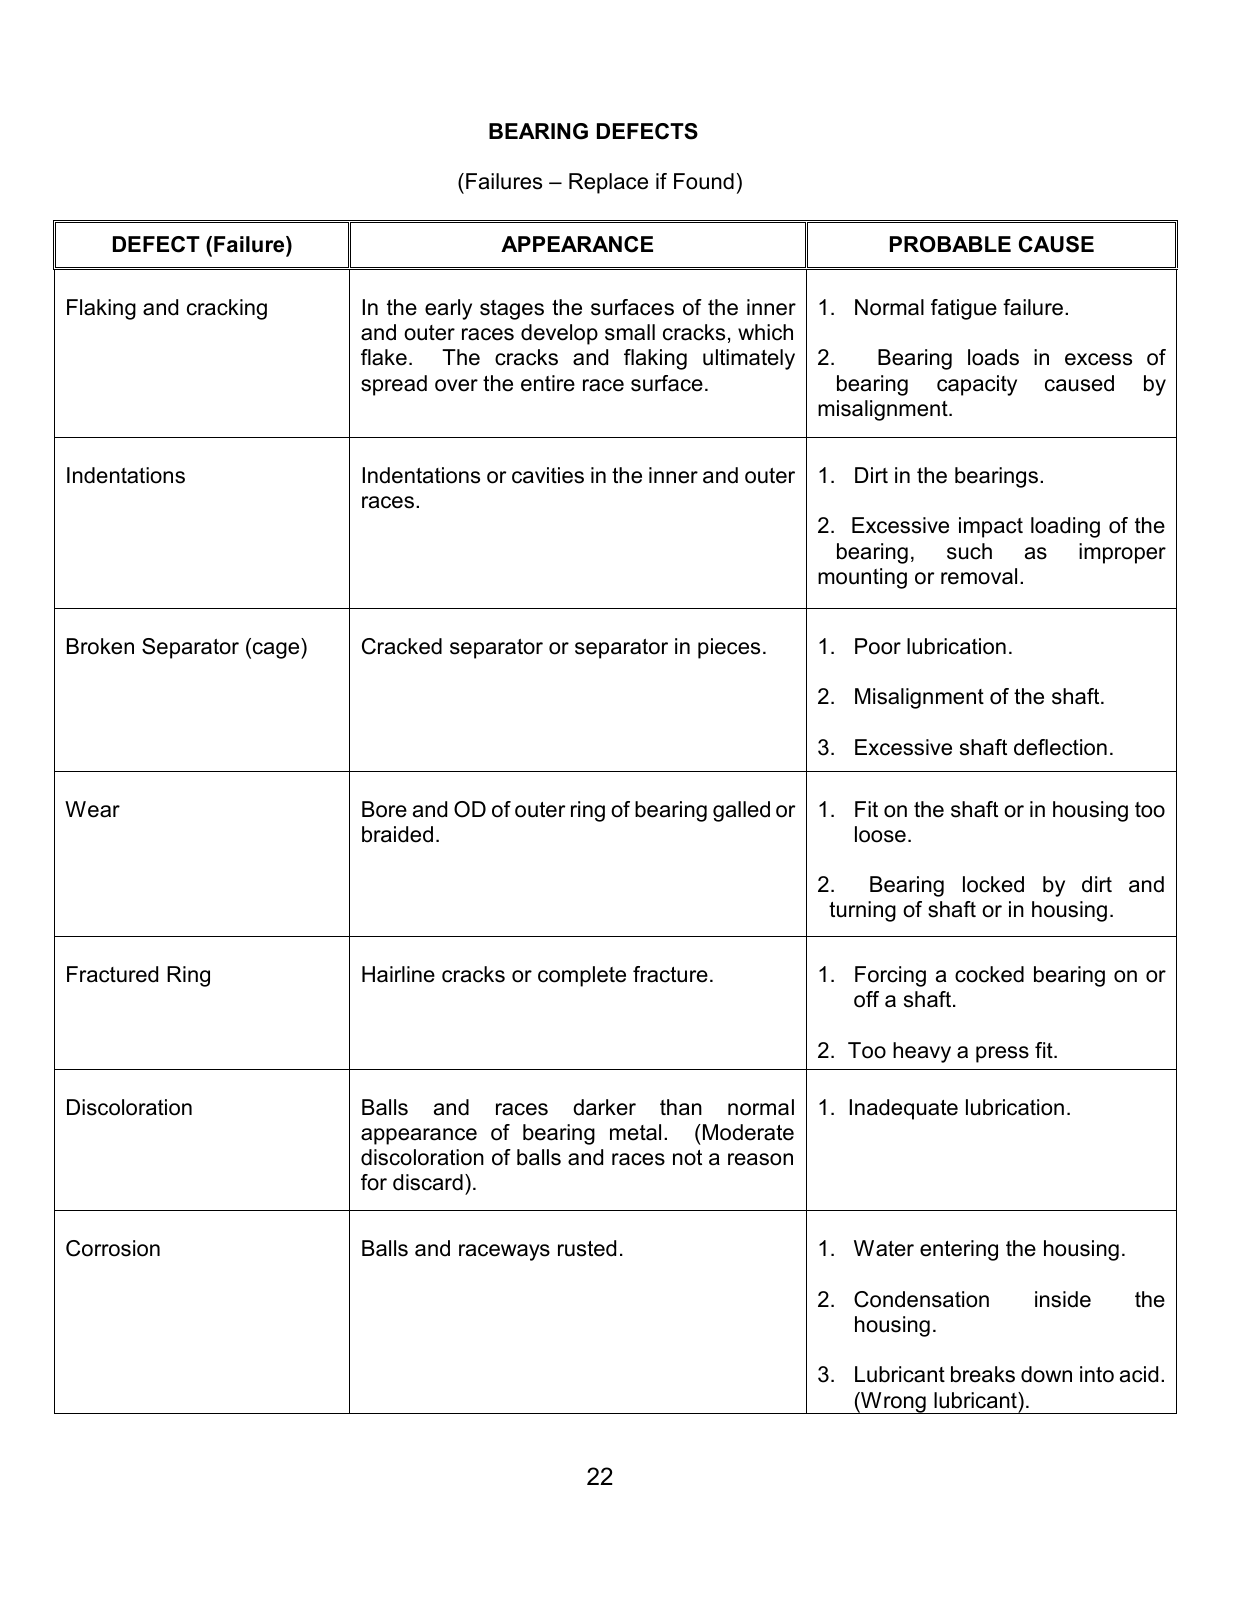 BEARING DEFECTS
(Failures – Replace if Found)
DEFECT (Failure)
APPEARANCE
PROBABLE CAUSE
Flaking and cracking
In the early stages the surfaces of the inner
and outer races develop small cracks, which
flake. The cracks and flaking ultimately
spread over the entire race surface.
1. Normal fatigue failure.
2. Bearing loads in excess of
bearing capacity caused by
misalignment.
Indentations
Indentations or cavities in the inner and outer
races.
1. Dirt in the bearings.
2. Excessive impact loading of the
bearing, such as improper
mounting or removal.
Broken Separator (cage)
Cracked separator or separator in pieces.
1. Poor lubrication.
2. Misalignment of the shaft.
3. Excessive shaft deflection.
Wear
Bore and OD of outer ring of bearing galled or
braided.
1. Fit on the shaft or in housing too
loose.
2. Bearing locked by dirt and
turning of shaft or in housing.
Fractured Ring
Hairline cracks or complete fracture.
1. Forcing a cocked bearing on or
off a shaft.
2. Too heavy a press fit.
Discoloration
Balls and races darker than normal
appearance of bearing metal. (Moderate
discoloration of balls and races not a reason
for discard).
1. Inadequate lubrication.
Corrosion
Balls and raceways rusted.
1. Water entering the housing.
2. Condensation inside the
housing.
3. Lubricant breaks down into acid.
(Wrong lubricant).
22